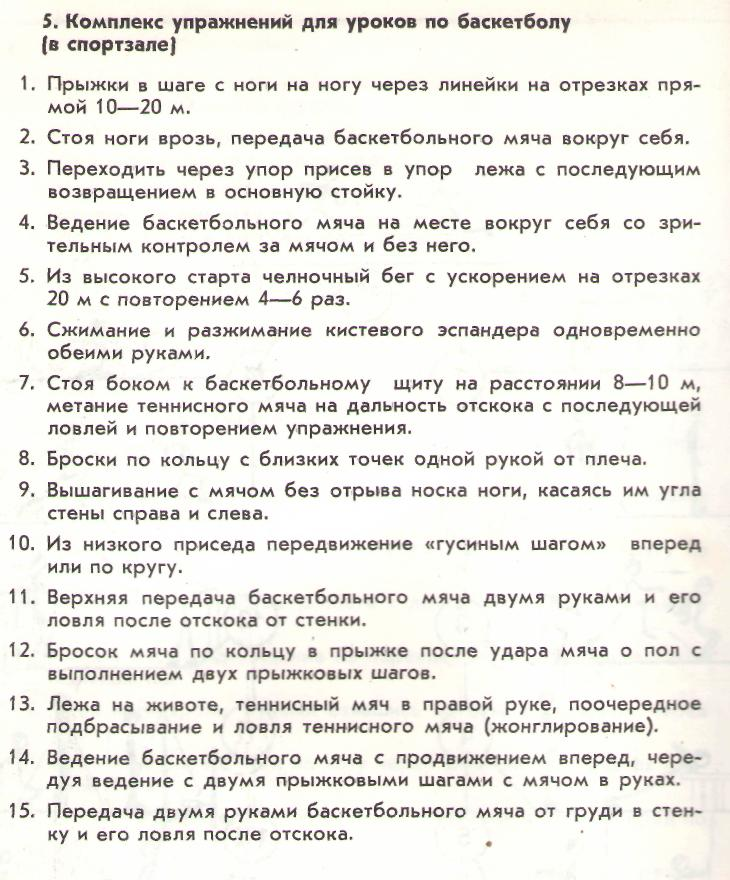 5. Комплекс упражнений для уроков по баскетболу
(в спортзале)
1. Прыжки в шаге с ноги на ногу через линейки на отрезках пря-
мой 10—20 м.
2. Стоя ноги врозь, передача баскетбольного мяча вокруг себя.
3. Переходить через упор присев в упор лежа с последующим
возвращением в основную стойку.
4. Ведение баскетбольного мяча на месте вокруг себя со зри-
тельным контролем за мячом и без него.
5. Из высокого старта челночный бег с ускорением на отрезках
20 м с повторением 4—6 раз.
6. Сжимание и разжимание кистевого эспандера одновременно
обеими руками.
7. Стоя боком к баскетбольному щиту на расстоянии 8—10 м,
метание теннисного мяча на дальность отскока с последующей
ловлей и повторением упражнения.
8. Броски по кольцу с близких точек одной рукой от плеча.
9. Вышагивание с мячом без отрыва носка ноги, касаясь им угла
стены справа и слева.
10. Из низкого приседа передвижение «гусиным шагом» вперед
или по кругу.
11. Верхняя передача баскетбольного мяча двумя руками и его
ловля после отскока от стенки.
12. Бросок мяча по кольцу в прыжке после удара мяча о пол с
выполнением двух прыжковых шагов.
13. Лежа на животе, теннисный мяч в правой руке, поочередное
подбрасывание и ловля теннисного мяча (жонглирование).
14. Ведение баскетбольного мяча с продвижением вперед, чере-
дуя ведение с двумя прыжковыми шагами с мячом в руках.
15. Передача двумя руками баскетбольного мяча от груди в стен-
ку и его ловля после отскока.